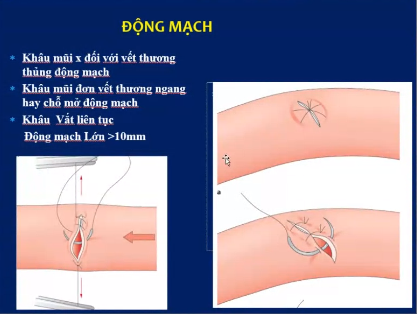 ĐỘNG MẠCH
Khâu mũi x đối với vết thương
thủng động mạch
Khâu mũi đơn vết thương ngang
hay chỗ mở động mạch
Khâu Vắt liên tục
Động mạch Lớn >10mm